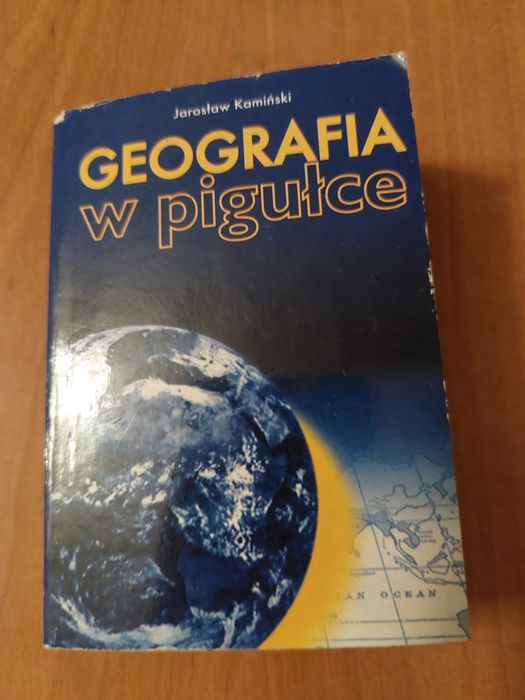 Jarosław Kamiński
GEOGRAFIA
w pigułce
AN OCEAN